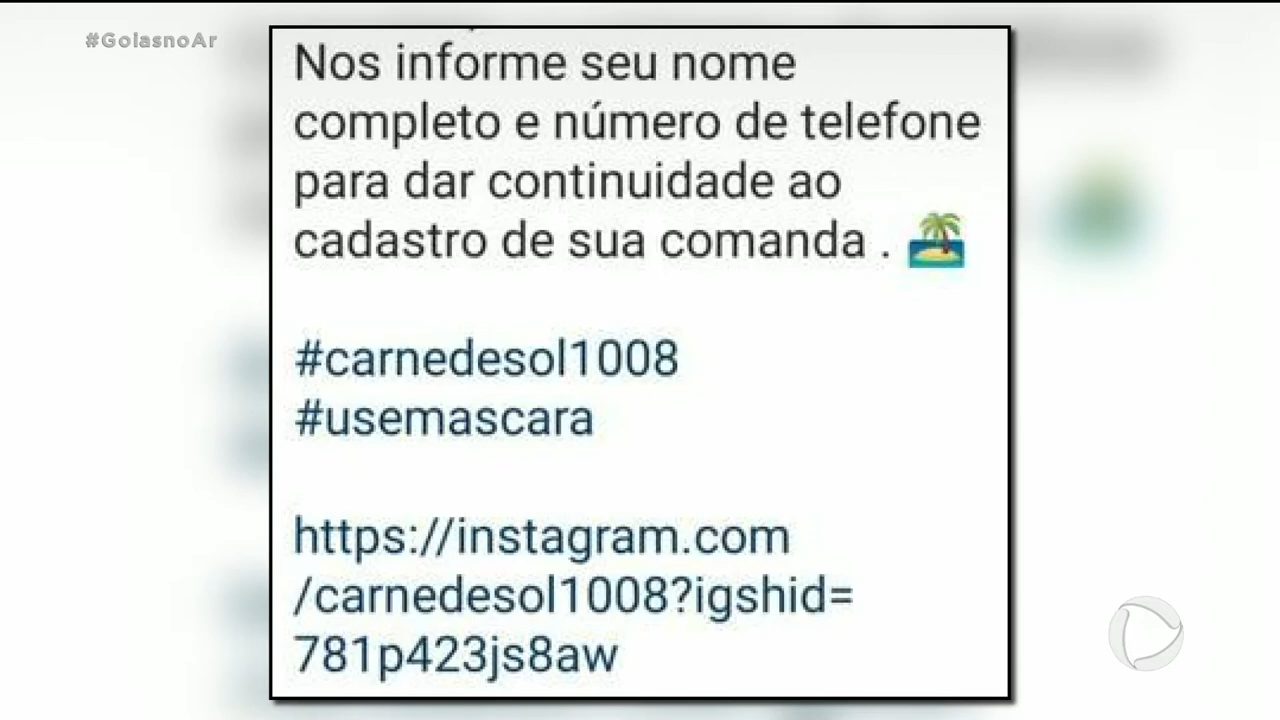 #GoiásnoAr
Nos informe seu nome
completo e número de telefone
para dar continuidade ao
cadastro de sua comanda . 🏝️
#carnedesol1008
#usemascara
https://instagram.com
/carnedesol1008?igshid=
781p423js8aw